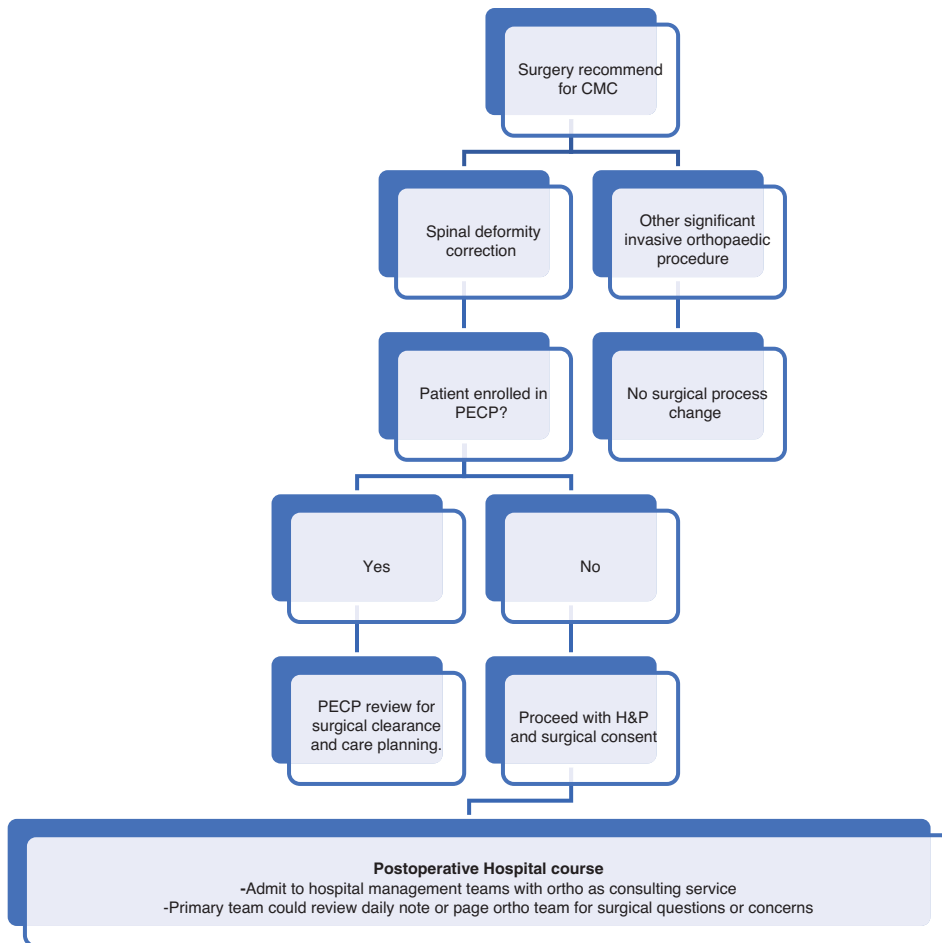 Surgery recommend
for CMC
Spinal deformity
correction
Other significant
invasive orthopaedic
procedure
Patient enrolled in
PECP?
No surgical process
change
Yes
No
PECP review for
surgical clearance
and care planning.
Proceed with H&P
and surgical consent
Postoperative Hospital course
-Admit to hospital management teams with ortho as consulting service
-Primary team could review daily note or page ortho team for surgical questions or concerns